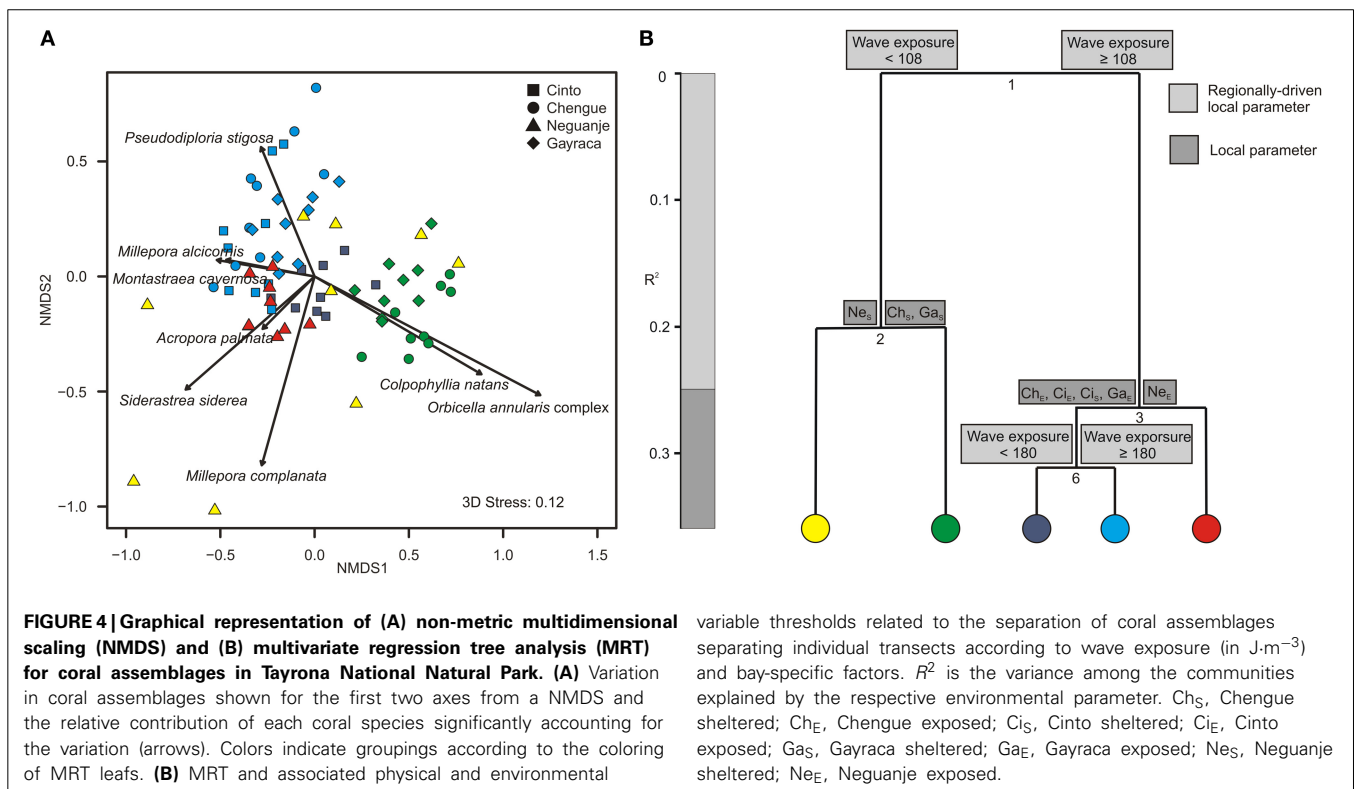 A
B
Pseudodiploria stigosa
Millepora alcicornis
Montastraea cavernosa
Acropora palmata
Siderastrea siderea
Millepora complanata
Colpophyllia natans
Orbicella annularis complex
Cinto
Chengue
Neguanje
Gayraca
3D Stress: 0.12
NMDS2
0.5
0.0
−0.5
−1.0
−1.0
−0.5
0.0
0.5
1.0
1.5
NMDS1
0
0.1
0.2
0.3
R²
Wave exposure
< 108
Wave exposure
≥ 108
1
Regionally-driven
local parameter
Local parameter
NeS
ChS, GaS
2
ChE, CiE, CiS, GaE
NeE
3
Wave exposure
< 180
Wave exporsure
≥ 180
6
FIGURE 4 | Graphical representation of (A) non-metric multidimensional
scaling (NMDS) and (B) multivariate regression tree analysis (MRT)
for coral assemblages in Tayrona National Natural Park. (A) Variation
in coral assemblages shown for the first two axes from a NMDS and
the relative contribution of each coral species significantly accounting for
the variation (arrows). Colors indicate groupings according to the coloring
of MRT leafs. (B) MRT and associated physical and environmental
variable thresholds related to the separation of coral assemblages
separating individual transects according to wave exposure (in J·m−3)
and bay-specific factors. R² is the variance among the communities
explained by the respective environmental parameter. ChS, Chengue
sheltered; ChE, Chengue exposed; CiS, Cinto sheltered; CiE, Cinto
exposed; GaS, Gayraca sheltered; GaE, Gayraca exposed; NeS, Neguanje
sheltered; NeE, Neguanje exposed.